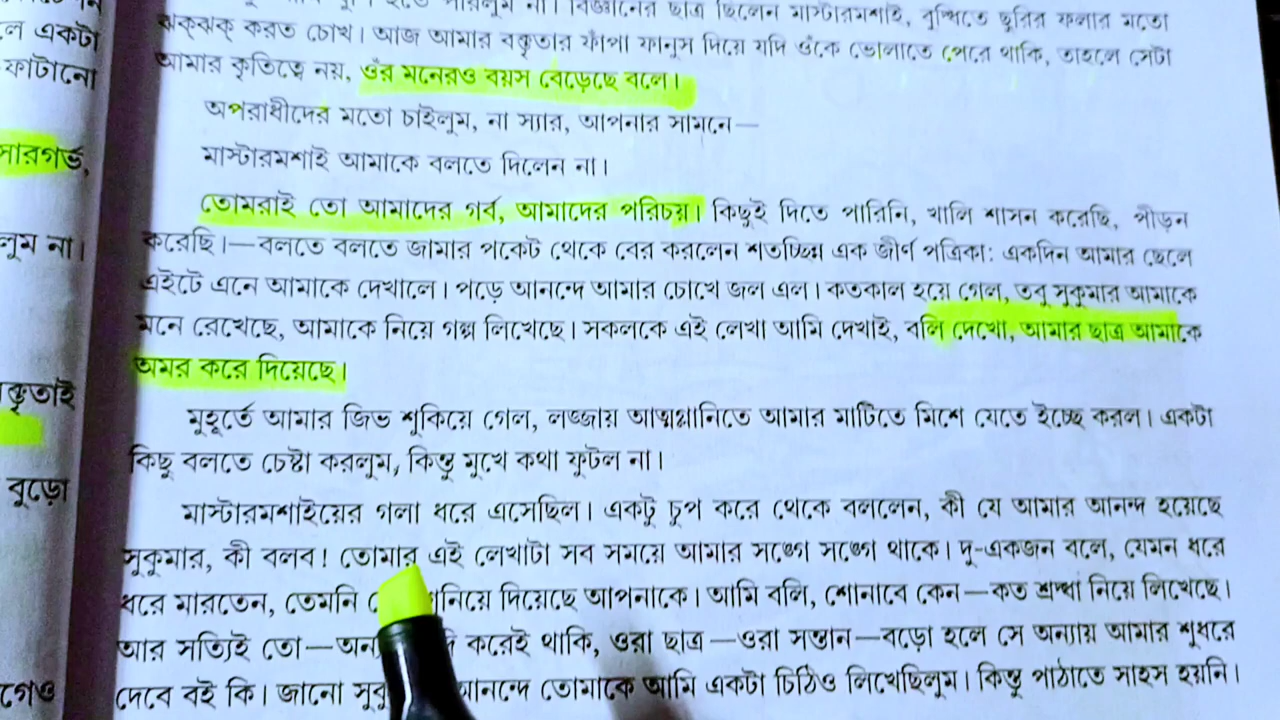 ঝক্‌ঝক্ করত চোখ। আজ আমার বক্তৃতার ফাঁপা ফানুস দিয়ে যদি ওঁকে ভোলাতে পেরে থাকি, তাহলে সেটা
আমার কৃতিত্বে নয়, ওঁর মনেরও বয়স বেড়েছে বলে।
অপরাধীদের মতো চাইলুম, না স্যার, আপনার সামনে—
মাস্টারমশাই আমাকে বলতে দিলেন না।
তোমরাই তো আমাদের গর্ব, আমাদের পরিচয়। কিছুই দিতে পারিনি, খালি শাসন করেছি, পীড়ন
করেছি।—বলতে বলতে জামার পকেট থেকে বের করলেন শতচ্ছিন্ন এক জীর্ণ পত্রিকা: একদিন আমার ছেলে
এইটে এনে আমাকে দেখালে। পড়ে আনন্দে আমার চোখে জল এল। কতকাল হয়ে গেল, তবু সুকুমার আমাকে
মনে রেখেছে, আমাকে নিয়ে গল্প লিখেছে। সকলকে এই লেখা আমি দেখাই, বলি দেখো, আমার ছাত্র আমাকে
অমর করে দিয়েছে।
মুহূর্তে আমার জিভ শুকিয়ে গেল, লজ্জায় আত্মগ্লানিতে আমার মাটিতে মিশে যেতে ইচ্ছে করল। একটা
কিছু বলতে চেষ্টা করলুম, কিন্তু মুখে কথা ফুটল না।
মাস্টারমশাইয়ের গলা ধরে এসেছিল। একটু চুপ করে থেকে বললেন, কী যে আমার আনন্দ হয়েছে
সুকুমার, কী বলব! তোমার এই লেখাটা সব সময়ে আমার সঙ্গে সঙ্গে থাকে। দু-একজন বলে, যেমন ধরে
ধরে মারতেন, তেমনি নিয়ে দিয়েছে আপনাকে। আমি বলি, শোনাবে কেন—কত শ্রদ্ধা নিয়ে লিখেছে।
আর সত্যিই তো— করেই থাকি, ওরা ছাত্র—ওরা সন্তান—বড়ো হলে সে অন্যায় আমার শুধরে
দেবে বই কি। জানো আনন্দে তোমাকে আমি একটা চিঠিও লিখেছিলুম। কিন্তু পাঠাতে সাহস হয়নি।
একটা
ফাটানো
সারগর্ভ,
লুম না।
বুড়ো